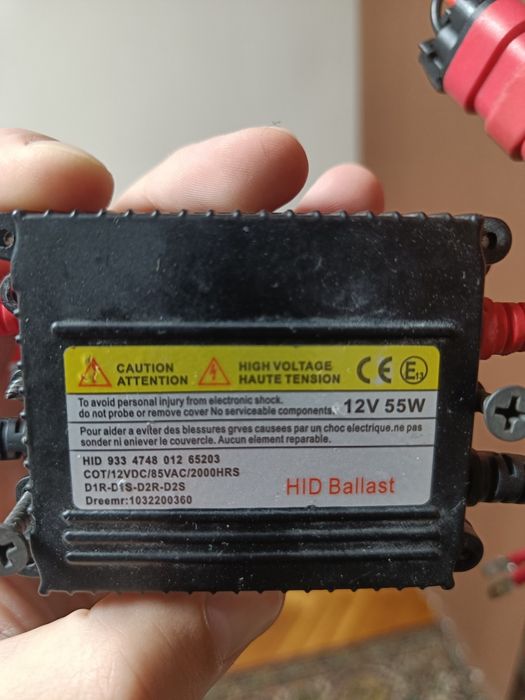 CAUTION
ATTENTION
HIGH VOLTAGE
HAUTE TENSION
CE E13
To avoid personal injury from electronic shock.
do not probe or remove cover No serviceable components.
12V 55W
Pour aider a eviter des blessures grves causees par un choc electrique.ne pas
sonder ni eniever le couvercle. Aucun element reparable.
HID 933 4748 012 65203
COT/12VDC/85VAC/2000HRS
D1R-D1S-D2R-D2S
Dreemr:1032200360
HID Ballast